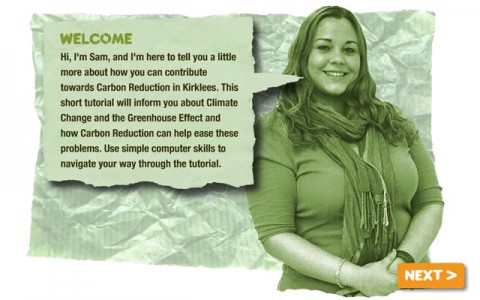 WELCOME
Hi, I'm Sam, and I'm here to tell you a little
more about how you can contribute
towards Carbon Reduction in Kirklees. This
short tutorial will inform you about Climate
Change and the Greenhouse Effect and
how Carbon Reduction can help ease these
problems. Use simple computer skills to
navigate your way through the tutorial.
NEXT >